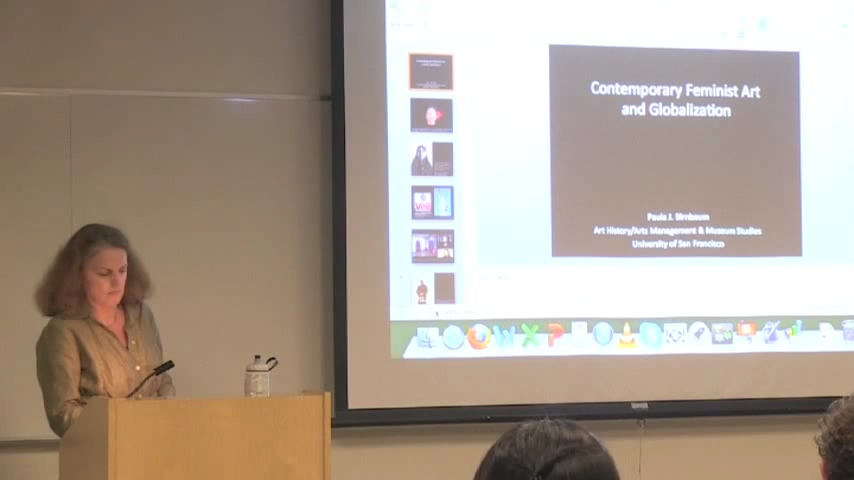 Contemporary Feminist Art
and Globalization
Paula J. Birnbaum
Art History/Arts Management & Museum Studies
University of San Francisco